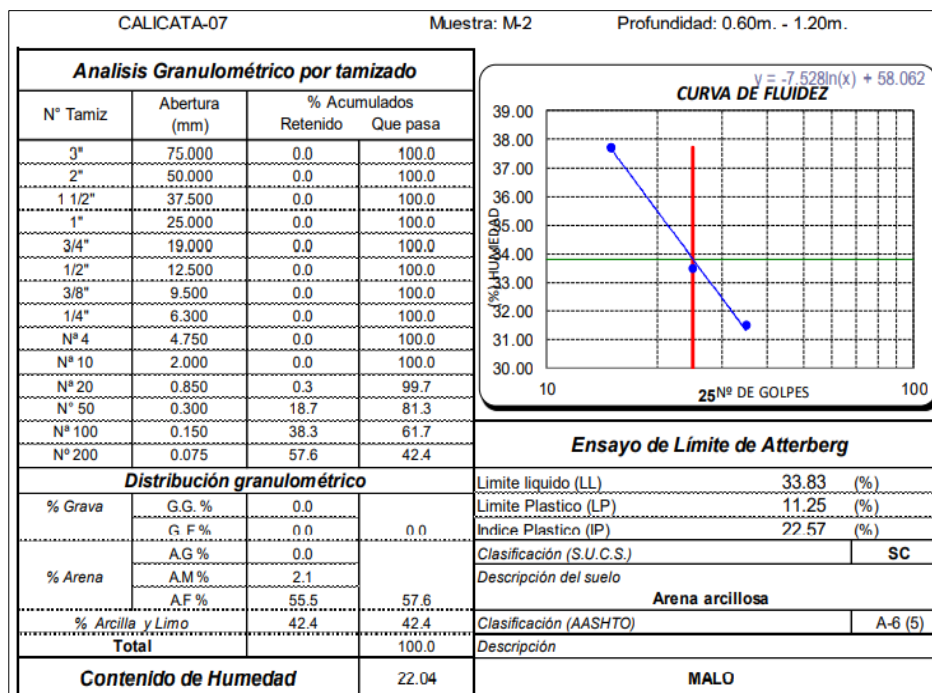 CALICATA-07 Muestra: M-2 Profundidad: 0.60m. - 1.20m.
Analisis Granulométrico por tamizado
N° Tamiz Abertura (mm) % Acumulados
Retenido Que pasa
3" 75.000 0.0 100.0
2" 50.000 0.0 100.0
1 1/2" 37.500 0.0 100.0
1" 25.000 0.0 100.0
3/4" 19.000 0.0 100.0
1/2" 12.500 0.0 100.0
3/8" 9.500 0.0 100.0
1/4" 6.300 0.0 100.0
Nª 4 4.750 0.0 100.0
Nª 10 2.000 0.0 100.0
Nª 20 0.850 0.3 99.7
N° 50 0.300 18.7 81.3
Nª 100 0.150 38.3 61.7
Nº 200 0.075 57.6 42.4
Distribución granulométrico
% Grava G.G. % 0.0
G. F % 0.0 0.0
A.G % 0.0
% Arena A.M % 2.1
A.F % 55.5 57.6
% Arcilla y Limo 42.4 42.4
Total 100.0
Contenido de Humedad 22.04
y = -7.528ln(x) + 58.062
CURVA DE FLUIDEZ
39.00
38.00
37.00
36.00
35.00
34.00
33.00
32.00
31.00
30.00
(%) HUMEDAD
10 25 Nº DE GOLPES 100
Ensayo de Límite de Atterberg
Limite liquido (LL) 33.83 (%)
Limite Plastico (LP) 11.25 (%)
Indice Plastico (IP) 22.57 (%)
Clasificación (S.U.C.S.) SC
Descripción del suelo
Arena arcillosa
Clasificación (AASHTO) A-6 (5)
Descripción
MALO